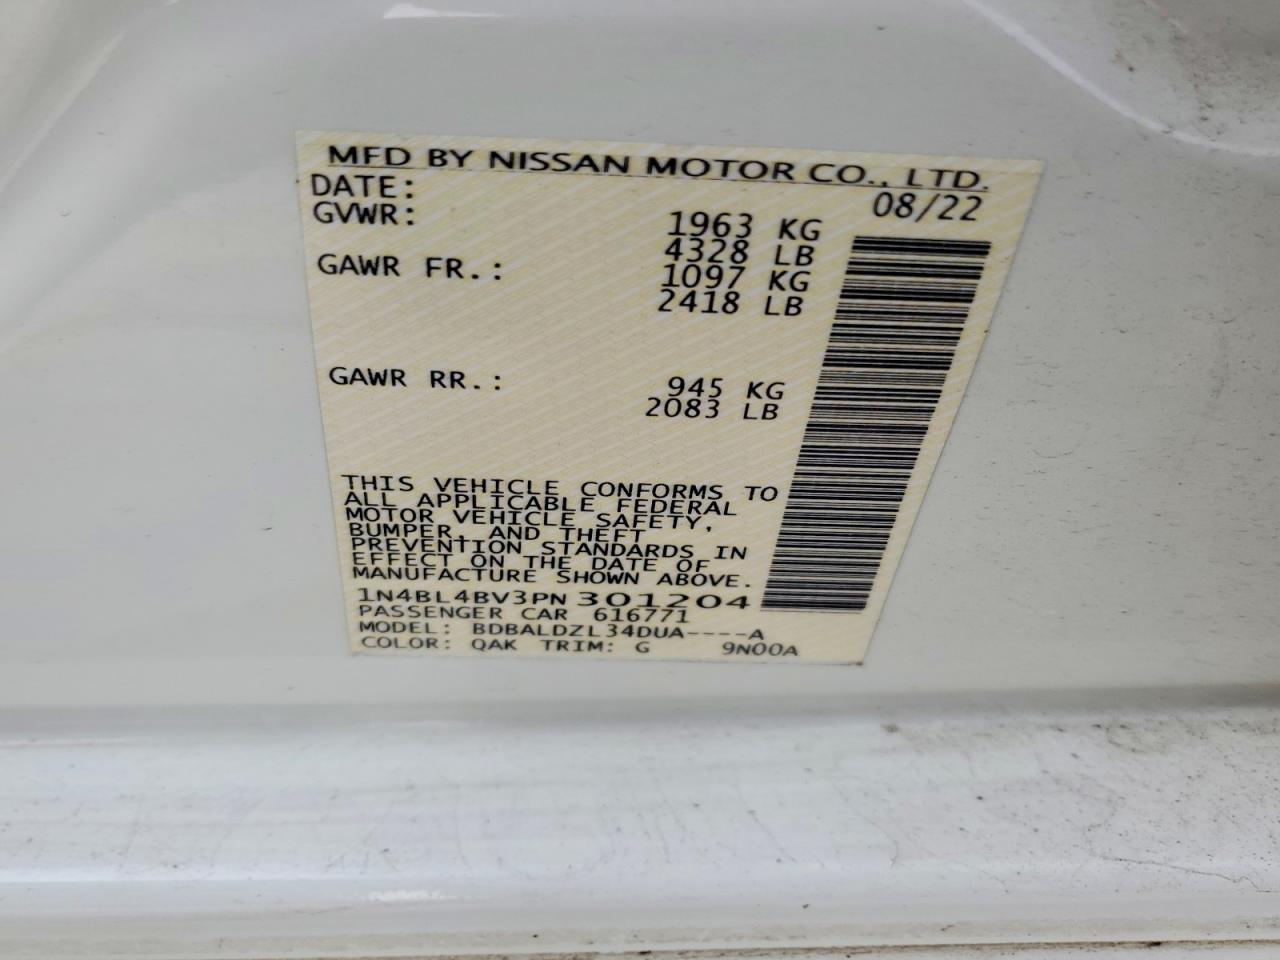 MFD BY NISSAN MOTOR CO., LTD.
DATE: 08/22
GVWR: 1963 KG
4328 LB
GAWR FR.: 1097 KG
2418 LB
GAWR RR.: 945 KG
2083 LB
THIS VEHICLE CONFORMS TO
ALL APPLICABLE FEDERAL
MOTOR VEHICLE SAFETY,
BUMPER, AND THEFT
PREVENTION STANDARDS IN
EFFECT ON THE DATE OF
MANUFACTURE SHOWN ABOVE.
1N4BL4BV3PN301204
PASSENGER CAR 616771
MODEL: BDBALDZL34DUA----A
COLOR: QAK TRIM: G 9N00A